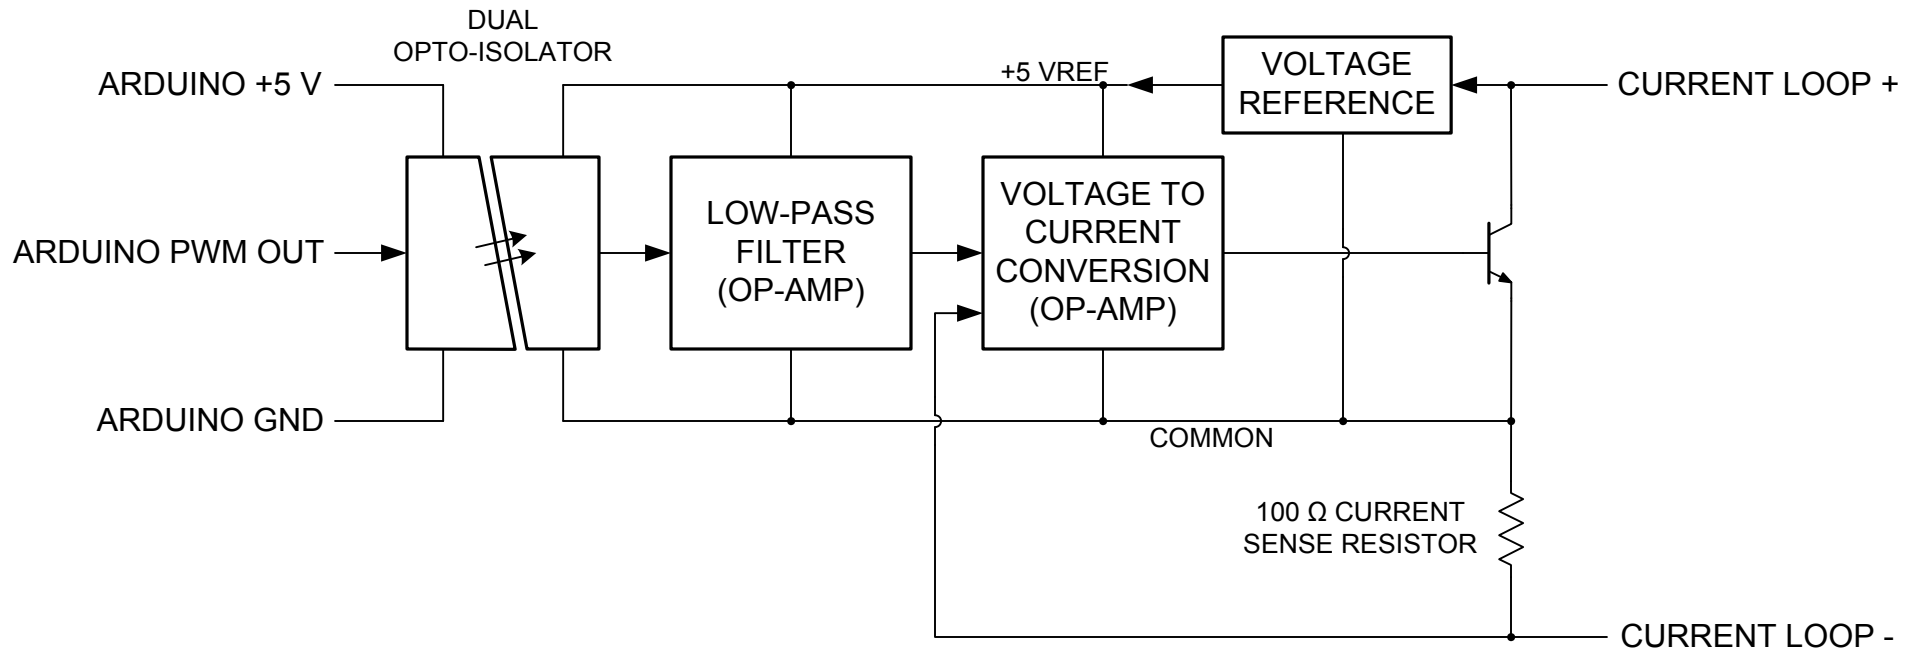 DUAL
OPTO-ISOLATOR
ARDUINO +5 V
+5 VREF
VOLTAGE
REFERENCE
CURRENT LOOP +
ARDUINO PWM OUT
LOW-PASS
FILTER
(OP-AMP)
VOLTAGE TO
CURRENT
CONVERSION
(OP-AMP)
ARDUINO GND
COMMON
100 Ω CURRENT
SENSE RESISTOR
CURRENT LOOP -